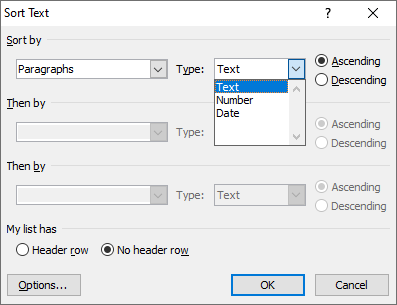 Sort Text ?
Sort by
Paragraphs Type: Text Ascending
Descending
Text
Number
Date
Then by
Type: Ascending
Descending
Then by
Type: Text Ascending
Descending
My list has
Header row No header row
Options... OK Cancel